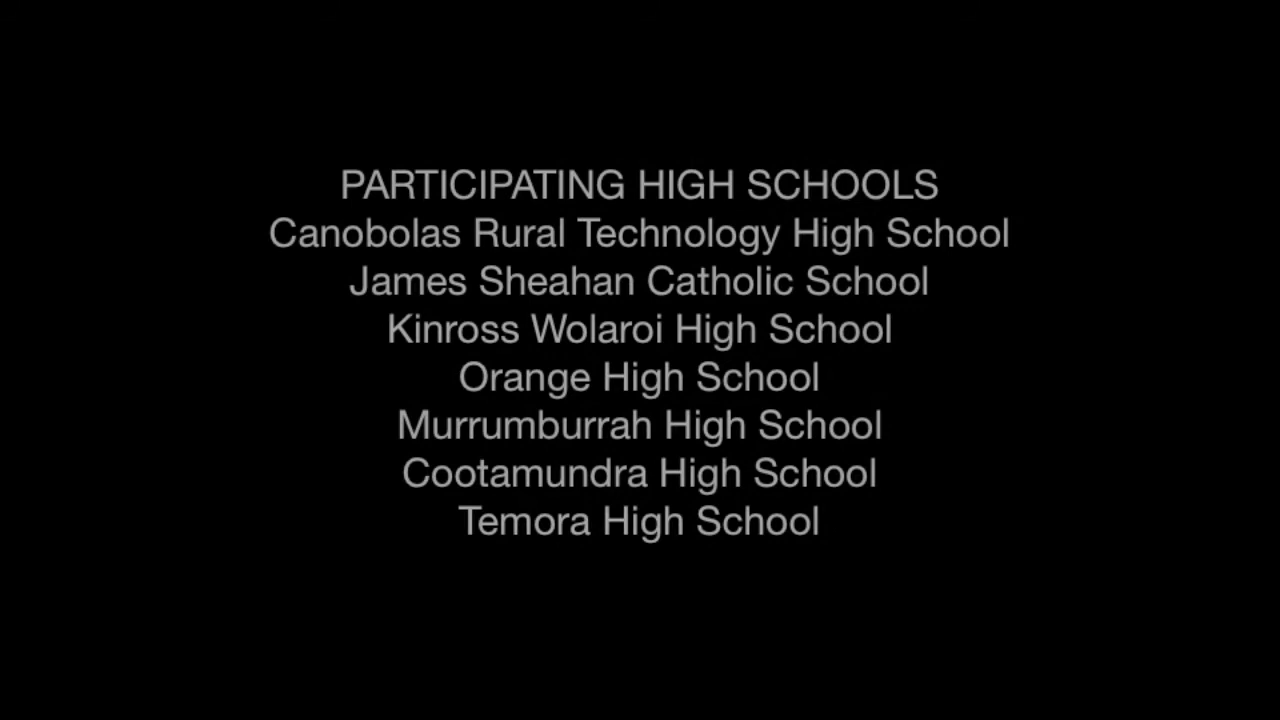 PARTICIPATING HIGH SCHOOLS
Canobolas Rural Technology High School
James Sheahan Catholic School
Kinross Wolaroi High School
Orange High School
Murrumburrah High School
Cootamundra High School
Temora High School